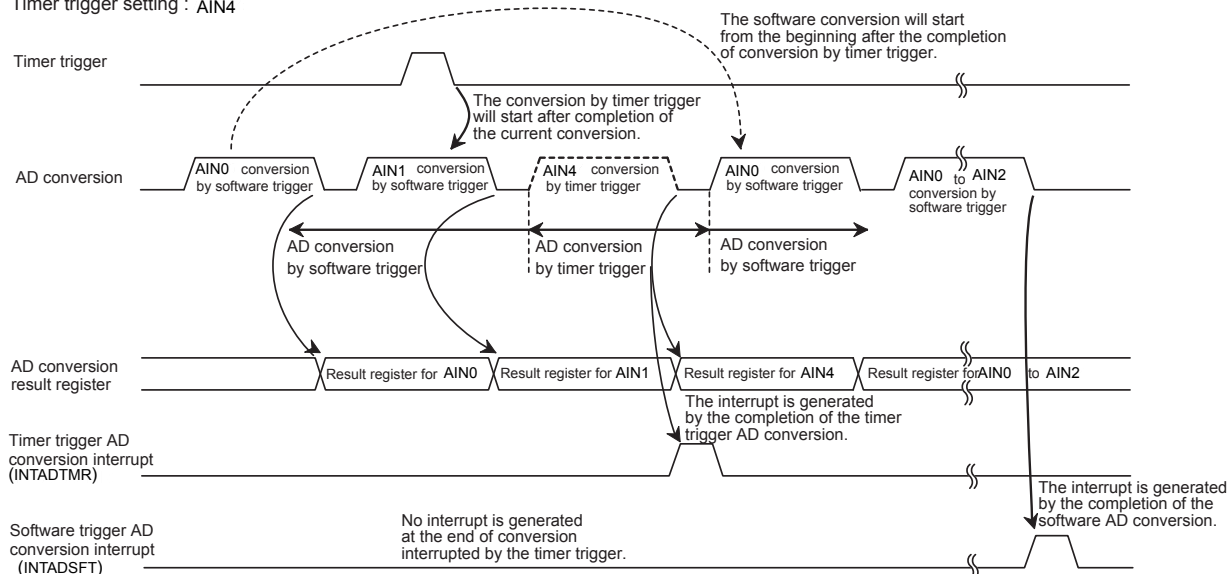 Timer trigger setting : AIN4
The software conversion will start
from the beginning after the completion
of conversion by timer trigger.
Timer trigger
The conversion by timer trigger
will start after completion of
the current conversion.
AD conversion
AIN0 conversion
by software trigger
AIN1 conversion
by software trigger
AIN4 conversion
by timer trigger
AIN0 conversion
by software trigger
AIN0 to AIN2
conversion by
software trigger
AD conversion
by software trigger
AD conversion
by timer trigger
AD conversion
by software trigger
AD conversion
result register
Result register for AIN0
Result register for AIN1
Result register for AIN4
Result register forAIN0 to AIN2
The interrupt is generated
by the completion of the timer
trigger AD conversion.
Timer trigger AD
conversion interrupt
(INTADTMR)
The interrupt is generated
by the completion of the
software AD conversion.
Software trigger AD
conversion interrupt
(INTADSFT)
No interrupt is generated
at the end of conversion
interrupted by the timer trigger.